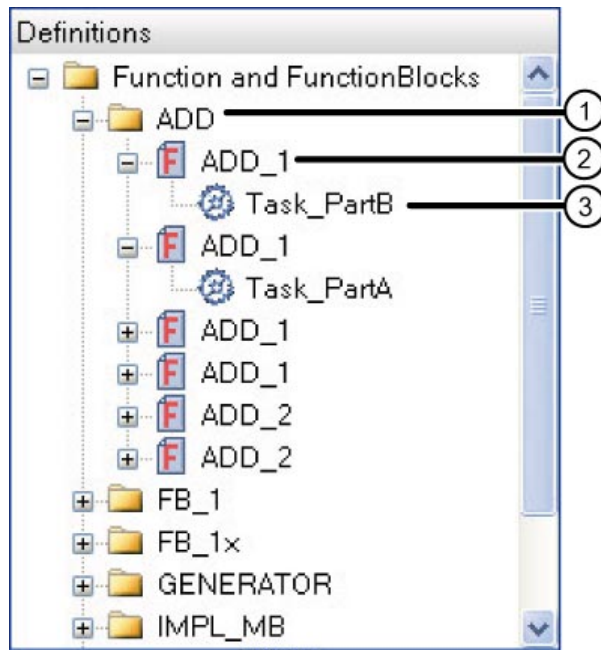 Definitions
Function and FunctionBlocks
ADD
1
ADD_1
2
Task_PartB
3
ADD_1
Task_PartA
ADD_1
ADD_1
ADD_2
ADD_2
FB_1
FB_1x
GENERATOR
IMPL_MB